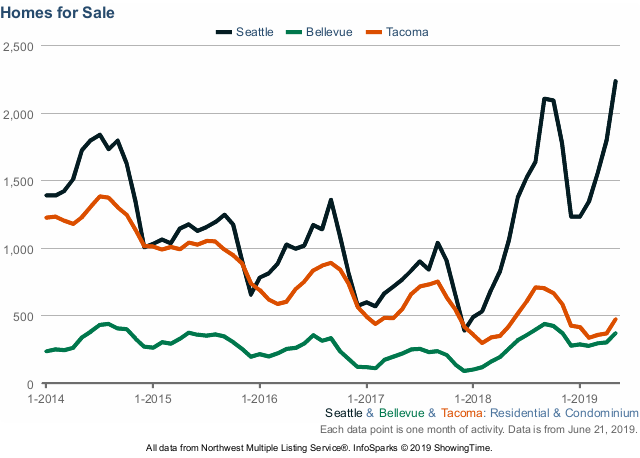 Homes for Sale
Seattle Bellevue Tacoma
2,500
2,000
1,500
1,000
500
0
1-2014 1-2015 1-2016 1-2017 1-2018 1-2019
Seattle & Bellevue & Tacoma: Residential & Condominium
Each data point is one month of activity. Data is from June 21, 2019.
All data from Northwest Multiple Listing Service®. InfoSparks © 2019 ShowingTime.